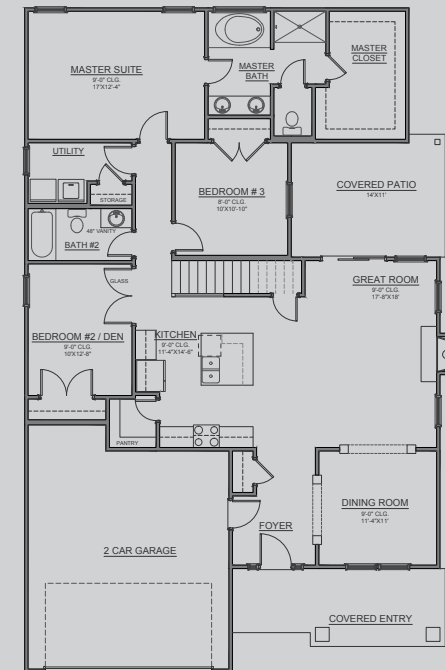 MASTER SUITE
9'-0" CLG.
17'X12'-4"
MASTER
BATH
MASTER
CLOSET
UTILITY
STORAGE
BEDROOM # 3
8'-0" CLG.
10'X10'-10"
COVERED PATIO
14'X11'
48" VANITY
BATH #2
GLASS
GREAT ROOM
9'-0" CLG.
17'-8"X18'
BEDROOM #2 / DEN
9'-0" CLG.
10'X12'-8"
KITCHEN
9'-0" CLG.
11'-4"X14'-6"
PANTRY
DINING ROOM
9'-0" CLG.
11'-4"X11'
FOYER
2 CAR GARAGE
COVERED ENTRY